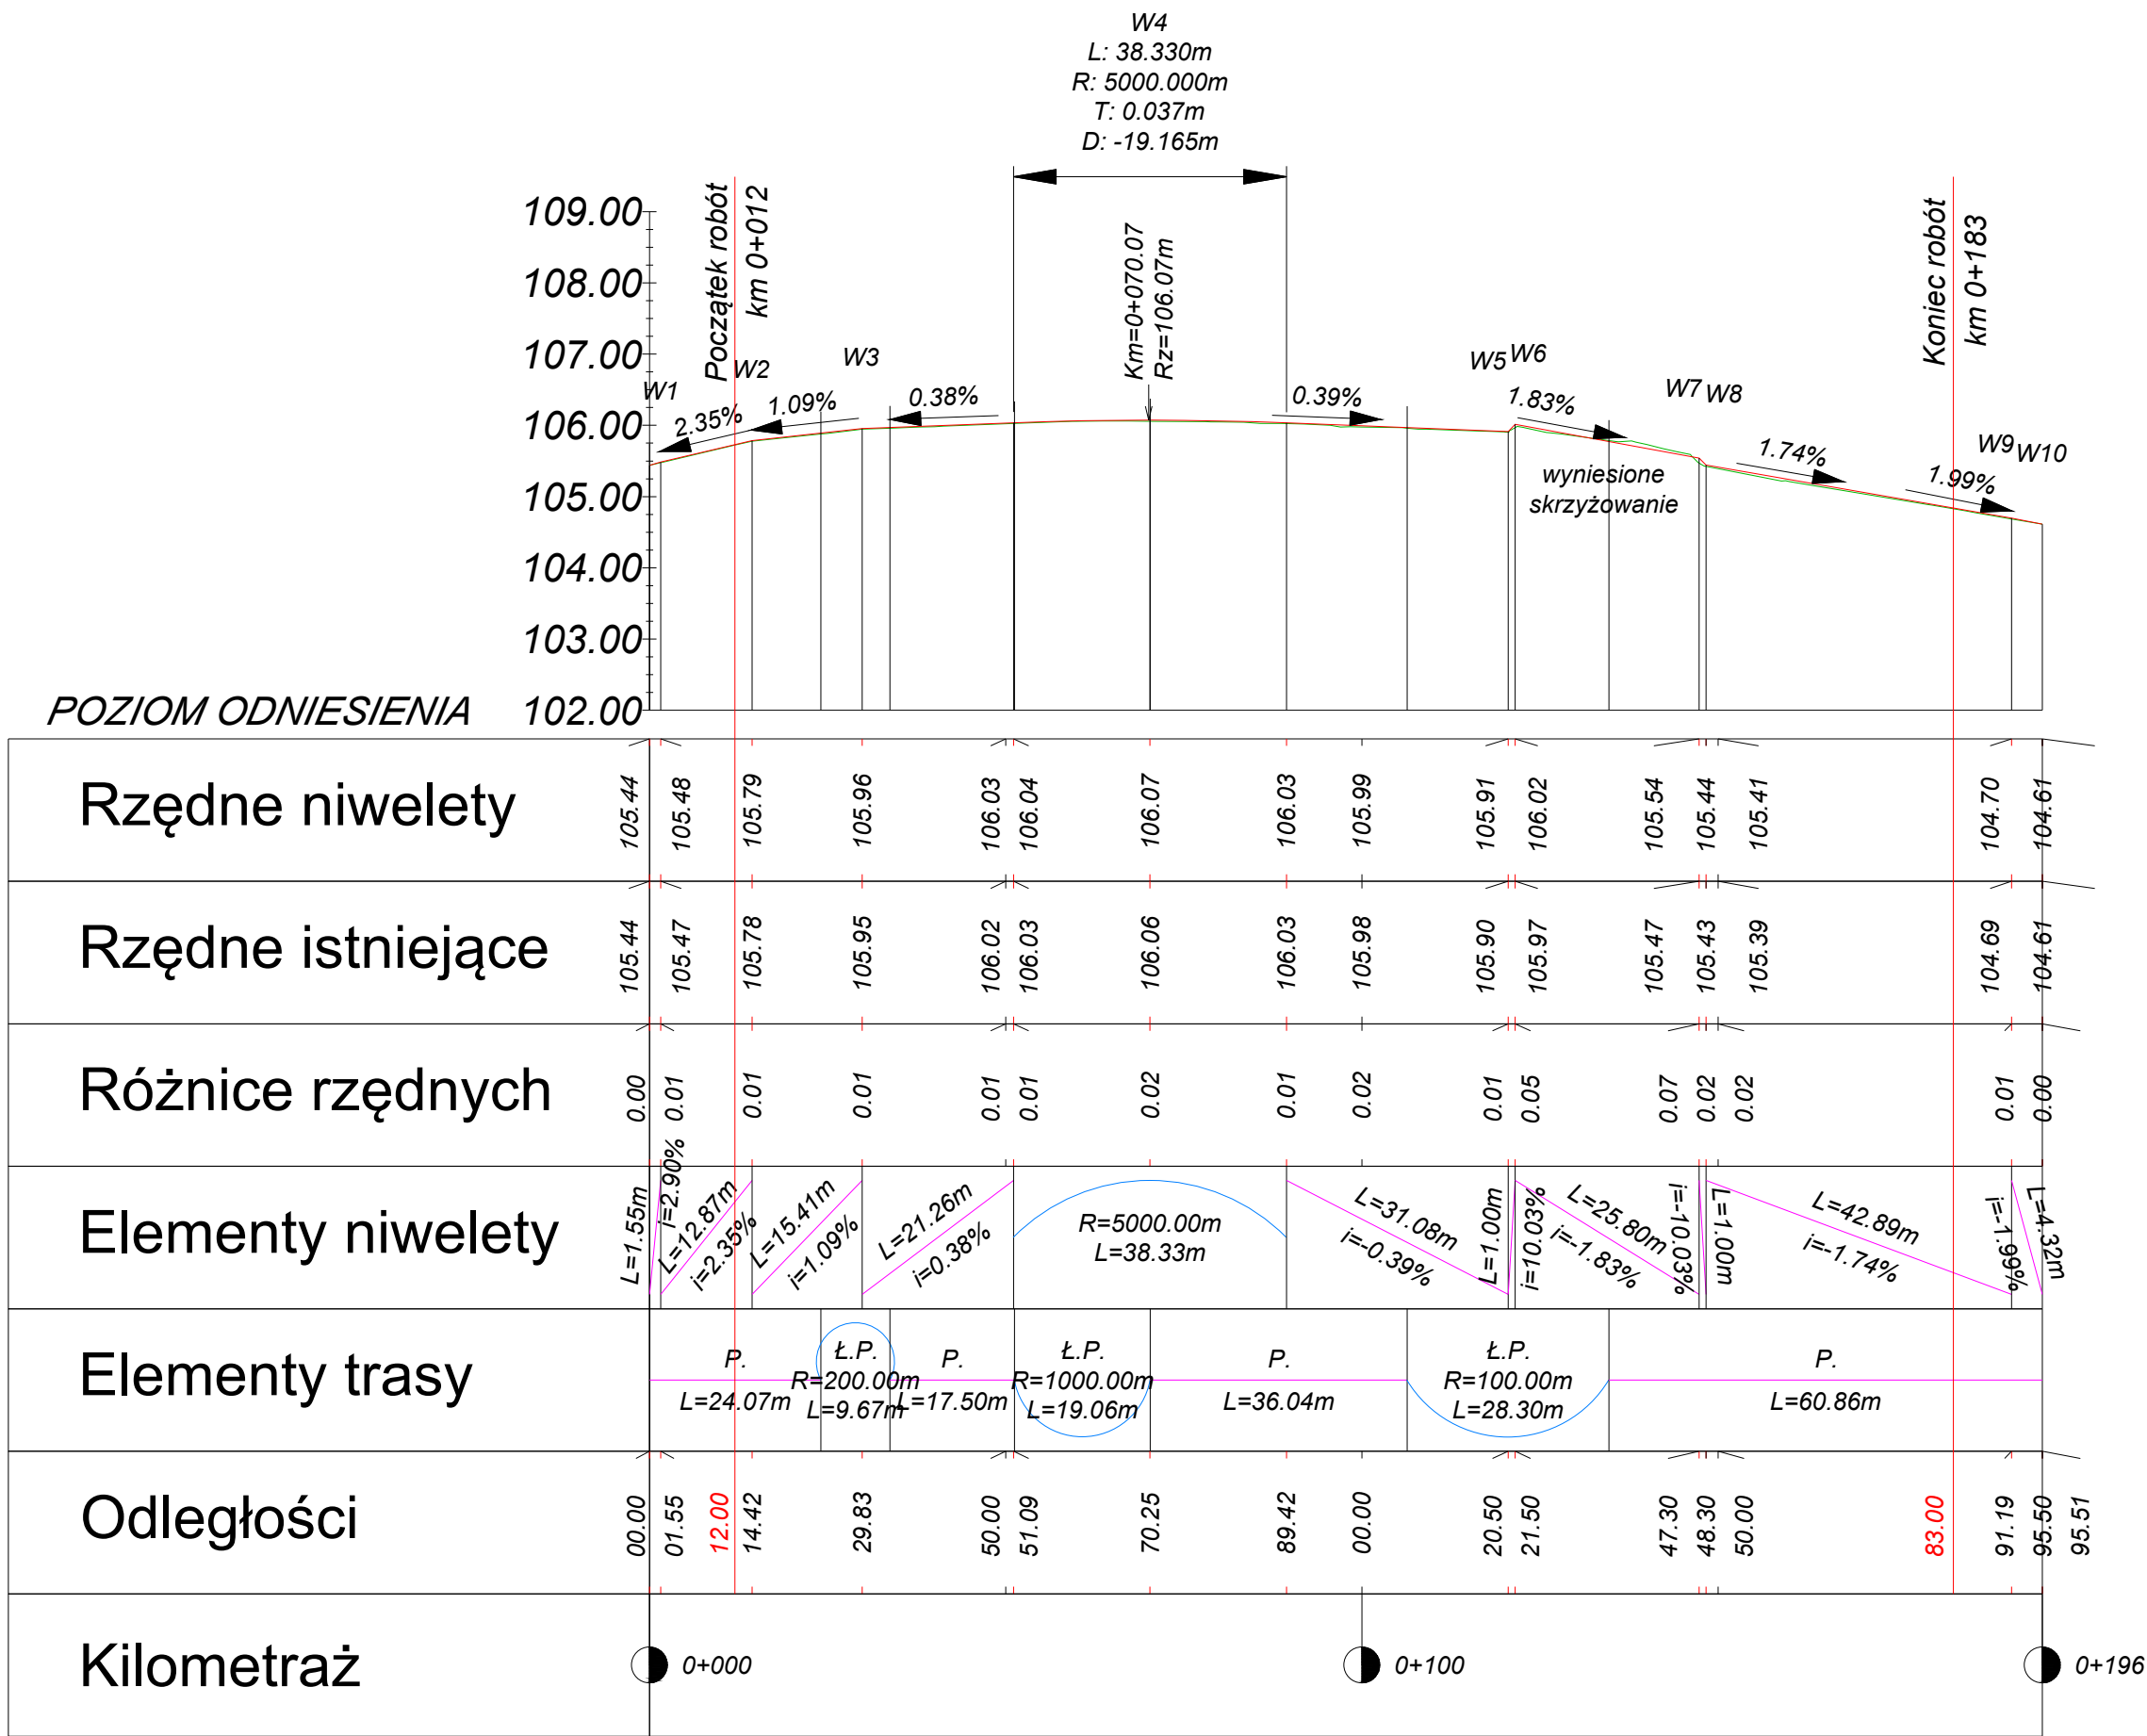 W4
L: 38.330m
R: 5000.000m
T: 0.037m
D: -19.165m
109.00
108.00
107.00
106.00
105.00
104.00
103.00
102.00
POZIOM ODNIESIENIA
Początek robót
km 0+012
Km=0+070.07
Rz=106.07m
Koniec robót
km 0+183
W1
W2
W3
W5 W6
W7 W8
W9 W10
2.35%
1.09%
0.38%
0.39%
1.83%
1.74%
1.99%
wyniesione
skrzyżowanie
Rzędne niwelety
105.44 105.48 105.79 105.96 106.03 106.04 106.07 106.03 105.99 105.91 106.02 105.54 105.44 105.41 104.70 104.61
Rzędne istniejące
105.44 105.47 105.78 105.95 106.02 106.03 106.06 106.03 105.98 105.90 105.97 105.47 105.43 105.39 104.69 104.61
Różnice rzędnych
0.00 0.01 0.01 0.01 0.01 0.01 0.02 0.01 0.02 0.01 0.05 0.07 0.02 0.02 0.01 0.00
Elementy niwelety
L=1.55m
i=2.90%
L=12.87m
i=2.35%
L=15.41m
i=1.09%
L=21.26m
i=0.38%
R=5000.00m
L=38.33m
L=31.08m
i=-0.39%
L=1.00m
i=10.03%
L=25.80m
i=-1.83%
i=-10.03%
L=1.00m
L=42.89m
i=-1.74%
i=-1.99%
L=4.32m
Elementy trasy
P.
L=24.07m
Ł.P.
R=200.00m
L=9.67m
P.
L=17.50m
Ł.P.
R=1000.00m
L=19.06m
P.
L=36.04m
Ł.P.
R=100.00m
L=28.30m
P.
L=60.86m
Odległości
00.00 01.55 12.00 14.42 29.83 50.00 51.09 70.25 89.42 00.00 20.50 21.50 47.30 48.30 50.00 83.00 91.19 95.50 95.51
Kilometraż
0+000
0+100
0+196